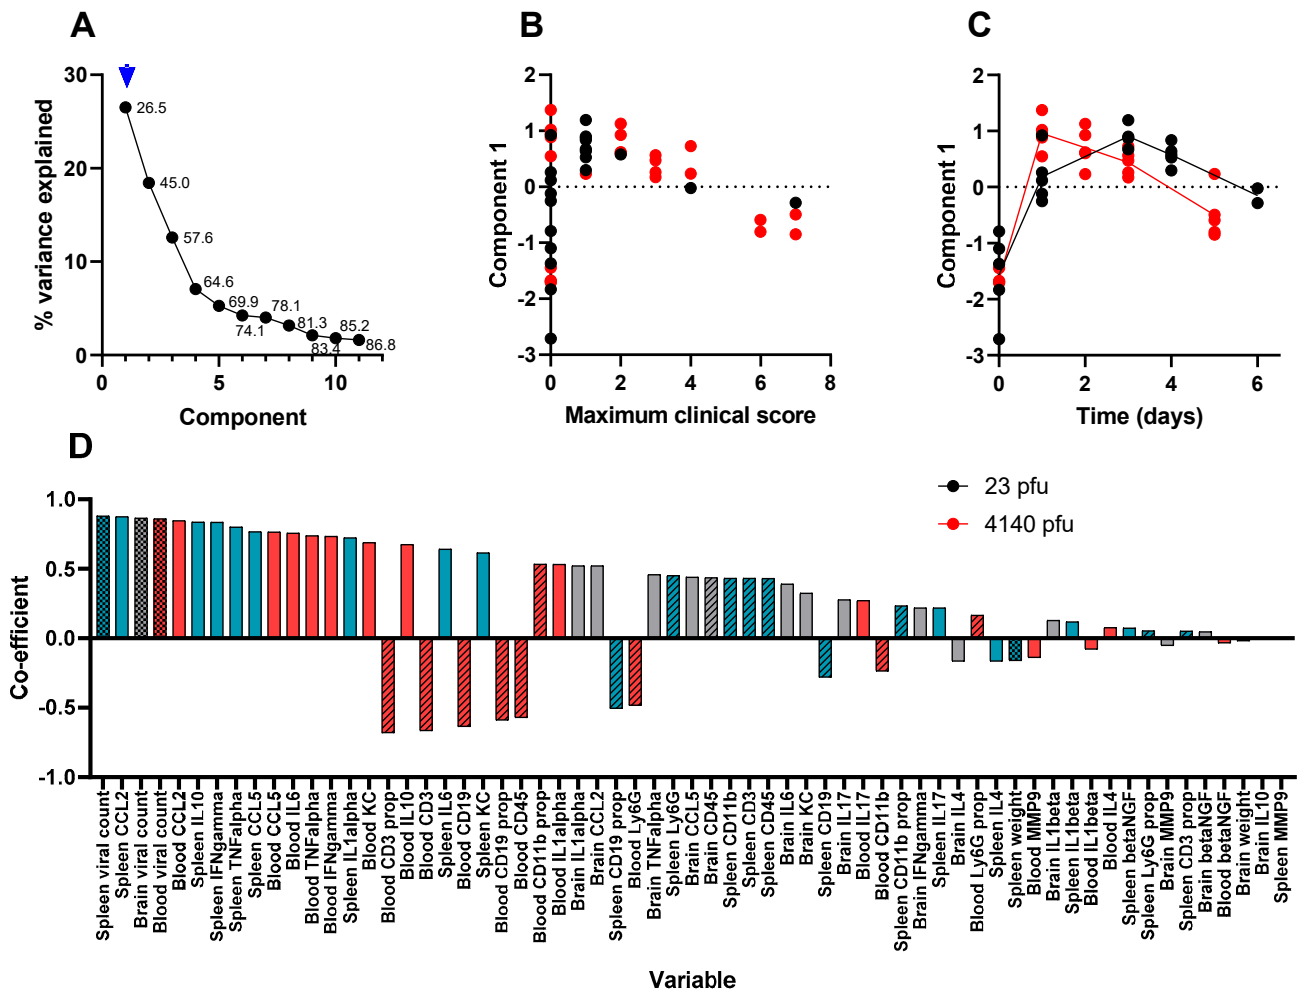 A
B
C
30
20
10
0
% variance explained
26.5
45.0
57.6
64.6
69.9
74.1
78.1
81.3
83.4
85.2
86.8
0
5
10
Component
2
1
0
-1
-2
-3
Component 1
0
2
4
6
8
Maximum clinical score
2
1
0
-1
-2
-3
Component 1
0
2
4
6
Time (days)
D
23 pfu
4140 pfu
1.0
0.5
0.0
-0.5
-1.0
Co-efficient
Spleen viral count
Spleen CCL2
Brain viral count
Blood viral count
Blood CCL2
Spleen IL10
Spleen IFNgamma
Spleen TNFalpha
Spleen CCL5
Blood CCL5
Blood IL6
Blood TNFalpha
Blood IFNgamma
Spleen IL1alpha
Blood KC
Blood CD3 prop
Blood IL10
Blood CD3
Spleen IL6
Blood CD19
Spleen KC
Blood CD19 prop
Blood CD45
Blood CD11b prop
Blood IL1alpha
Brain IL1alpha
Brain CCL2
Spleen CD19 prop
Blood Ly6G
Brain TNFalpha
Spleen Ly6G
Brain CCL5
Brain CD45
Spleen CD11b
Spleen CD3
Spleen CD45
Brain IL6
Brain KC
Spleen CD19
Brain IL17
Blood IL17
Blood CD11b
Spleen CD11b prop
Brain IFNgamma
Spleen IL17
Brain IL4
Blood Ly6G prop
Spleen IL4
Spleen weight
Blood MMP9
Brain IL1beta
Spleen IL1beta
Blood IL1beta
Blood IL4
Spleen betaNGF
Spleen Ly6G prop
Brain MMP9
Spleen CD3 prop
Brain betaNGF
Blood betaNGF
Brain weight
Brain IL10
Spleen MMP9
Variable